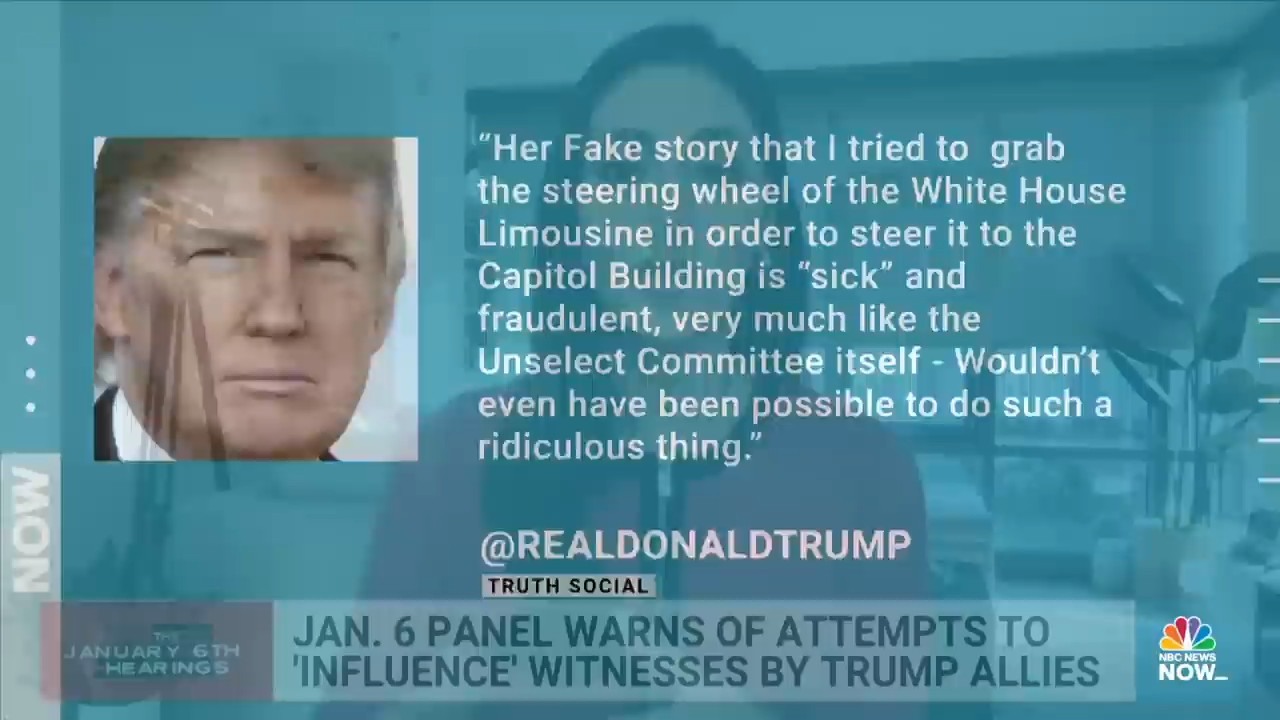 “Her Fake story that I tried to grab
the steering wheel of the White House
Limousine in order to steer it to the
Capitol Building is “sick” and
fraudulent, very much like the
Unselect Committee itself - Wouldn’t
even have been possible to do such a
ridiculous thing.”
@REALDONALDTRUMP
TRUTH SOCIAL
NOW
THE
JANUARY 6TH
HEARINGS
JAN. 6 PANEL WARNS OF ATTEMPTS TO
'INFLUENCE' WITNESSES BY TRUMP ALLIES
NBC NEWS
NOW_